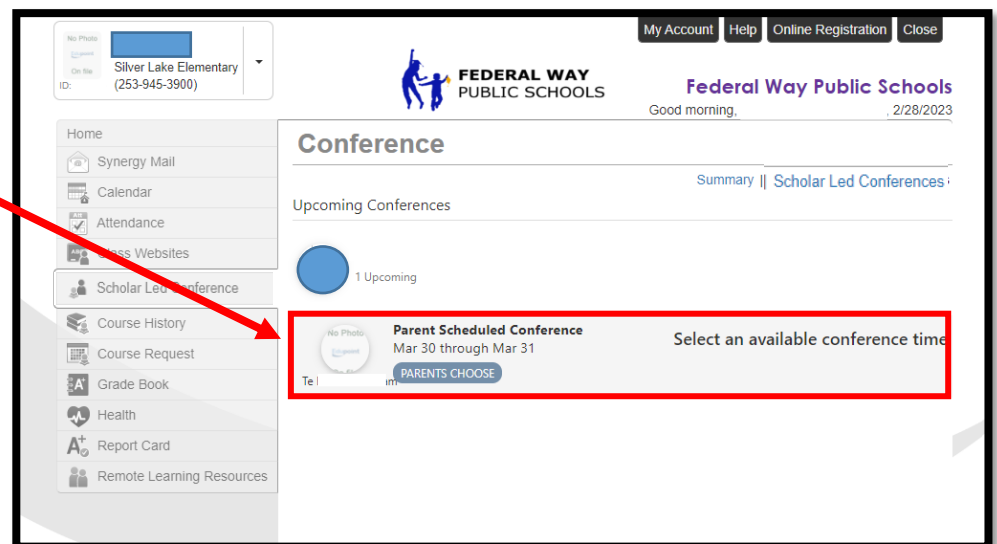 My Account Help Online Registration Close
No Photo
On file
Silver Lake Elementary
ID: (253-945-3900)
FEDERAL WAY
PUBLIC SCHOOLS
Federal Way Public Schools
Good morning, , 2/28/2023
Home
Synergy Mail
Calendar
Attendance
Class Websites
Scholar Led Conference
Course History
Course Request
Grade Book
Health
Report Card
Remote Learning Resources
Conference
Summary || Scholar Led Conferences
Upcoming Conferences
1 Upcoming
No Photo
Parent Scheduled Conference
Mar 30 through Mar 31
PARENTS CHOOSE
Select an available conference time